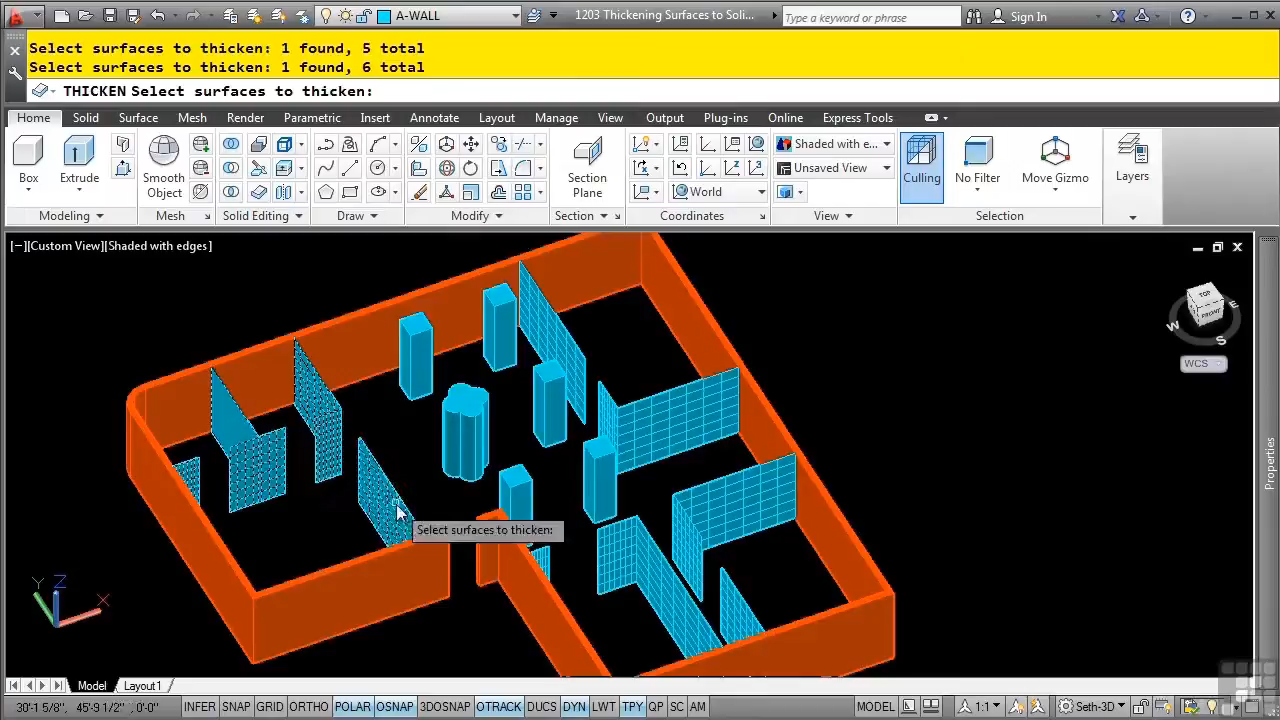 A-WALL
1203 Thickening Surfaces to Soli...
Type a keyword or phrase
Sign In
Select surfaces to thicken: 1 found, 5 total
Select surfaces to thicken: 1 found, 6 total
THICKEN Select surfaces to thicken:
Home Solid Surface Mesh Render Parametric Insert Annotate Layout Manage View Output Plug-ins Online Express Tools
Box
Extrude
Smooth Object
Section Plane
World
Shaded with e...
Unsaved View
Culling
No Filter
Move Gizmo
Layers
Modeling Mesh Solid Editing Draw Modify Section Coordinates View Selection
[−][Custom View][Shaded with edges]
TOP
FRONT
W
S
E
WCS
Properties
Select surfaces to thicken:
Y Z X
Model Layout1
30'-1 5/8", 45'-9 1/2", 0'-0" INFER SNAP GRID ORTHO POLAR OSNAP 3DOSNAP OTRACK DUCS DYN LWT TPY QP SC AM MODEL 1:1 Seth-3D